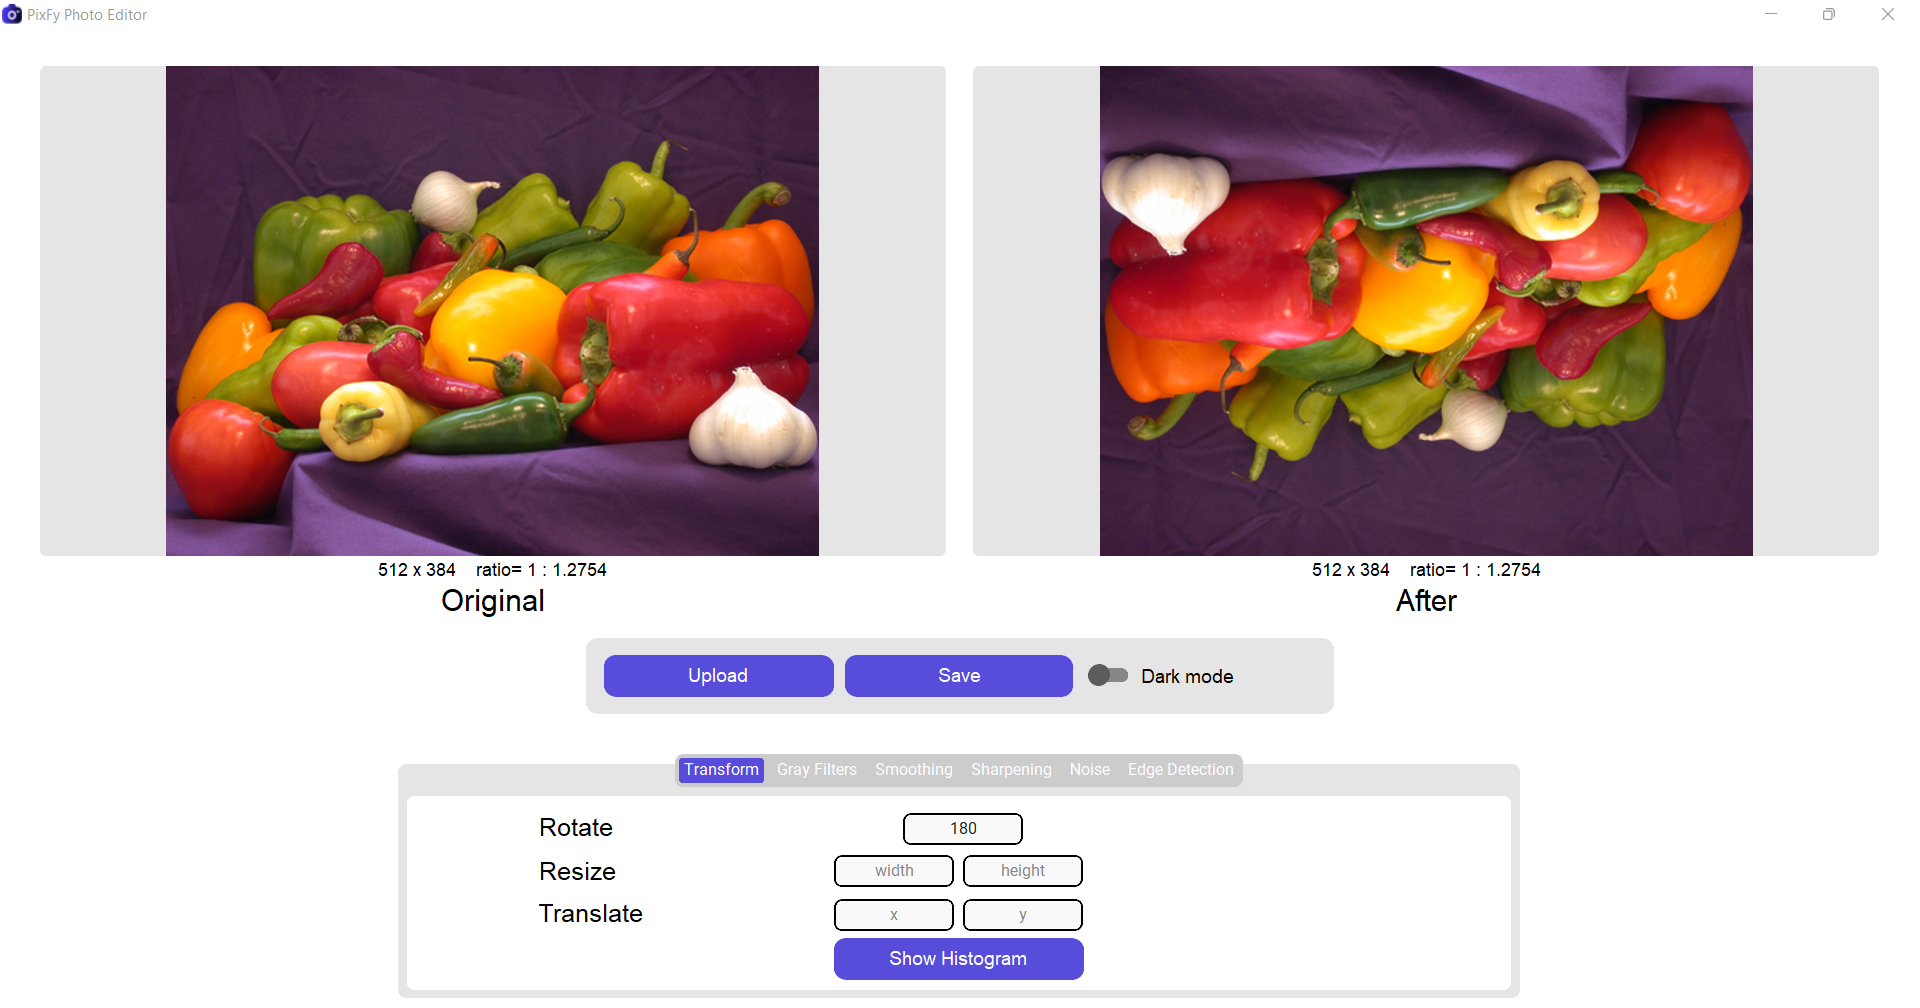 PixFy Photo Editor
512 x 384 ratio= 1 : 1.2754
Original
512 x 384 ratio= 1 : 1.2754
After
Upload
Save
Dark mode
Transform Gray Filters Smoothing Sharpening Noise Edge Detection
Rotate 180
Resize width height
Translate x y
Show Histogram